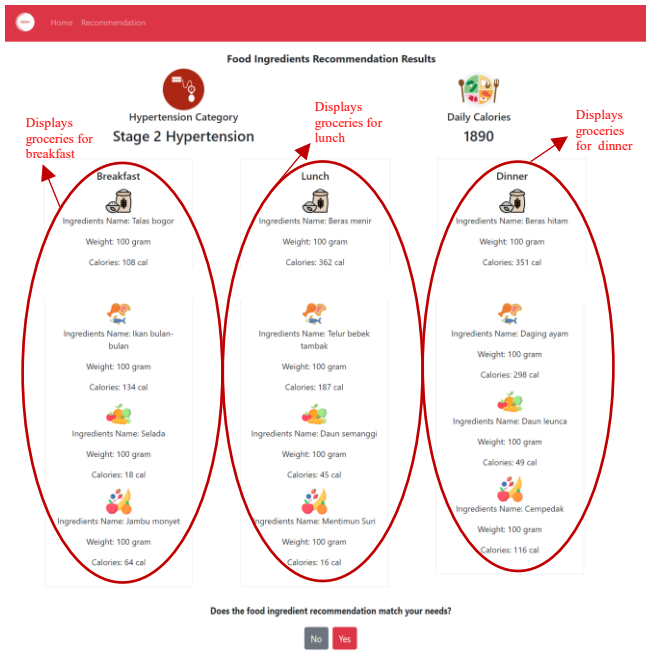 Home Recommendation
Food Ingredients Recommendation Results
Hypertension Category
Stage 2 Hypertension
Daily Calories
1890
Displays
groceries for
breakfast
Displays
groceries for
lunch
Displays
groceries
for dinner
Breakfast
Ingredients Name: Talas bogor
Weight: 100 gram
Calories: 108 cal
Ingredients Name: Ikan bulan-
bulan
Weight: 100 gram
Calories: 134 cal
Ingredients Name: Selada
Weight: 100 gram
Calories: 18 cal
Ingredients Name: Jambu monyet
Weight: 100 gram
Calories: 64 cal
Lunch
Ingredients Name: Beras menir
Weight: 100 gram
Calories: 362 cal
Ingredients Name: Telur bebek
tambak
Weight: 100 gram
Calories: 187 cal
Ingredients Name: Daun semanggi
Weight: 100 gram
Calories: 45 cal
Ingredients Name: Mentimun Suri
Weight: 100 gram
Calories: 16 cal
Dinner
Ingredients Name: Beras hitam
Weight: 100 gram
Calories: 351 cal
Ingredients Name: Daging ayam
Weight: 100 gram
Calories: 298 cal
Ingredients Name: Daun leunca
Weight: 100 gram
Calories: 49 cal
Ingredients Name: Cempedak
Weight: 100 gram
Calories: 116 cal
Does the food ingredient recommendation match your needs?
No Yes